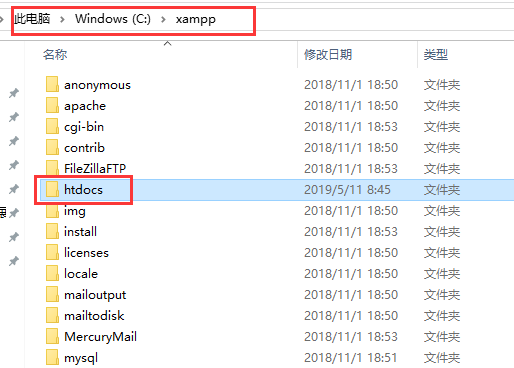 此电脑 > Windows (C:) > xampp
名称 修改日期 类型
anonymous 2018/11/1 18:50 文件夹
apache 2018/11/1 18:50 文件夹
cgi-bin 2018/11/1 18:53 文件夹
contrib 2018/11/1 18:50 文件夹
FileZillaFTP 2018/11/1 18:53 文件夹
htdocs 2019/5/11 8:45 文件夹
img 2018/11/1 18:50 文件夹
install 2018/11/1 18:53 文件夹
licenses 2018/11/1 18:50 文件夹
locale 2018/11/1 18:50 文件夹
mailoutput 2018/11/1 18:50 文件夹
mailtodisk 2018/11/1 18:50 文件夹
MercuryMail 2018/11/1 18:53 文件夹
mysql 2018/11/1 18:51 文件夹